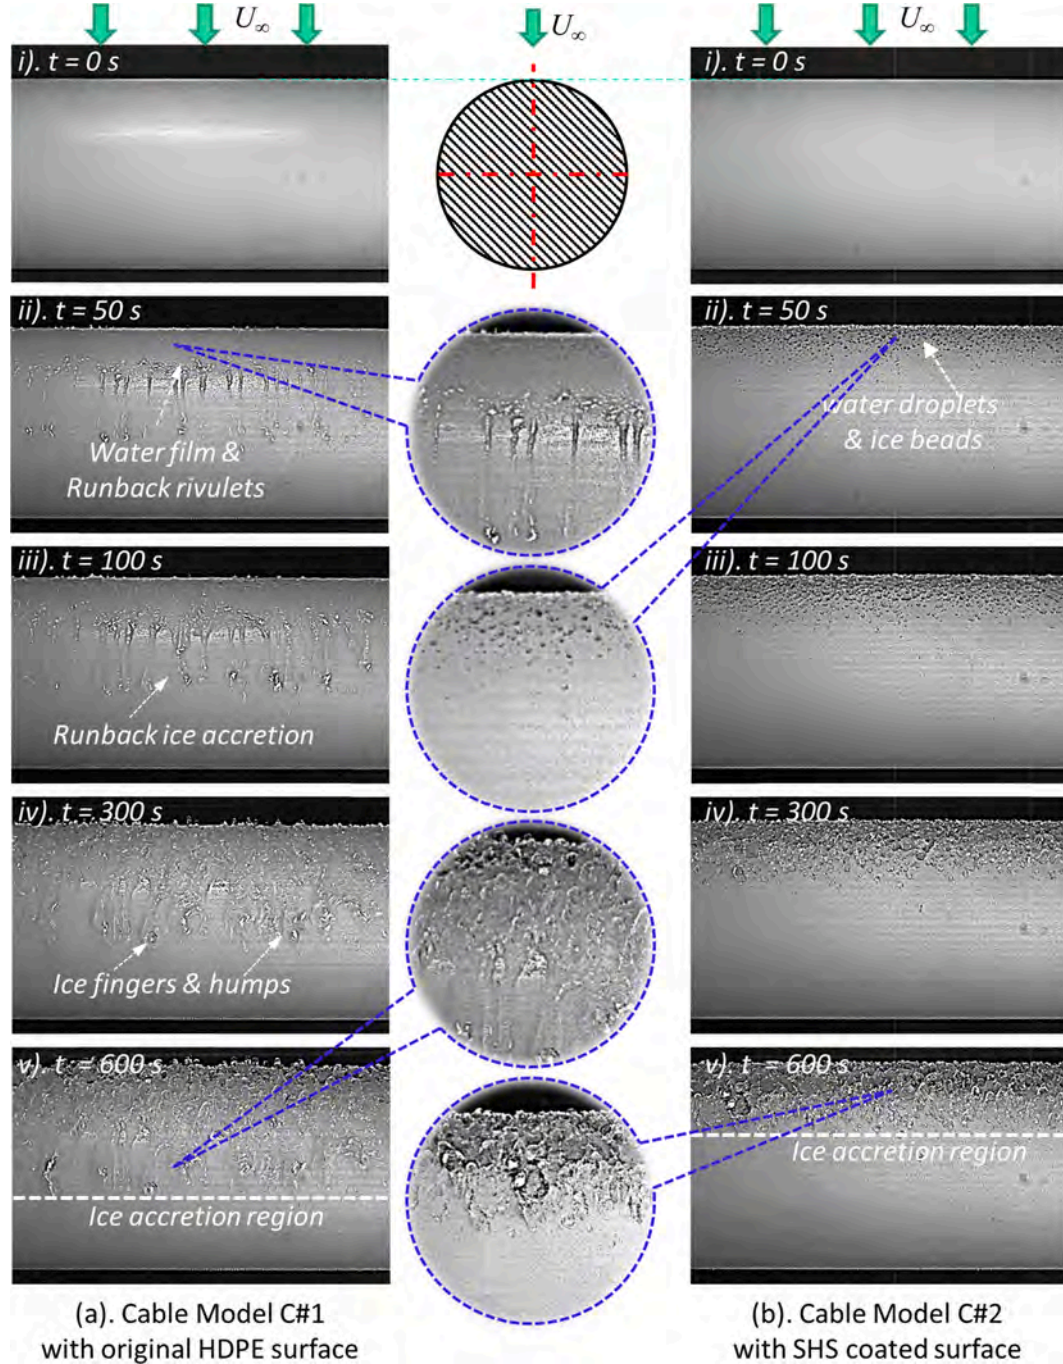 U∞
U∞
U∞
i). t = 0 s
i). t = 0 s
ii). t = 50 s
Water film &
Runback rivulets
ii). t = 50 s
water droplets
& ice beads
iii). t = 100 s
Runback ice accretion
iii). t = 100 s
iv). t = 300 s
Ice fingers & humps
iv). t = 300 s
v). t = 600 s
Ice accretion region
v). t = 600 s
Ice accretion region
(a). Cable Model C#1
with original HDPE surface
(b). Cable Model C#2
with SHS coated surface